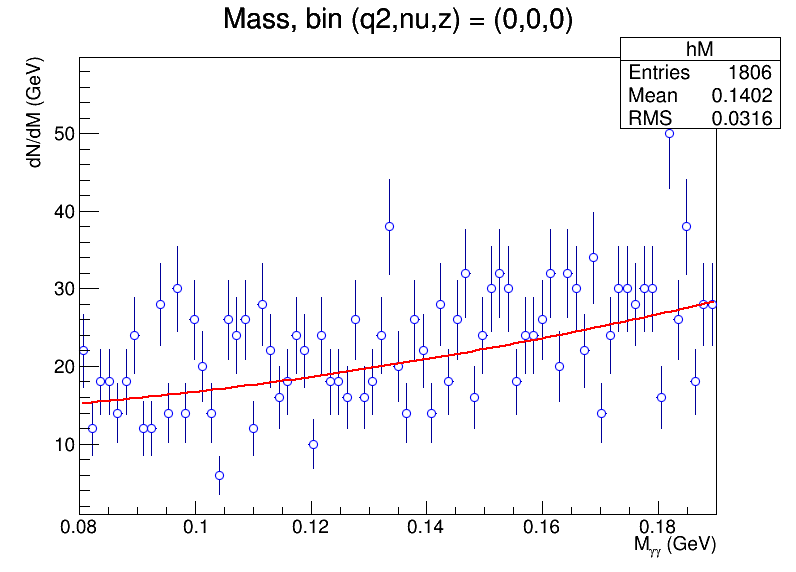 Mass, bin (q2,nu,z) = (0,0,0)
hM
Entries 1806
Mean 0.1402
RMS 0.0316
dN/dM (GeV)
50
40
30
20
10
0.08 0.1 0.12 0.14 0.16 0.18
Mγγ (GeV)